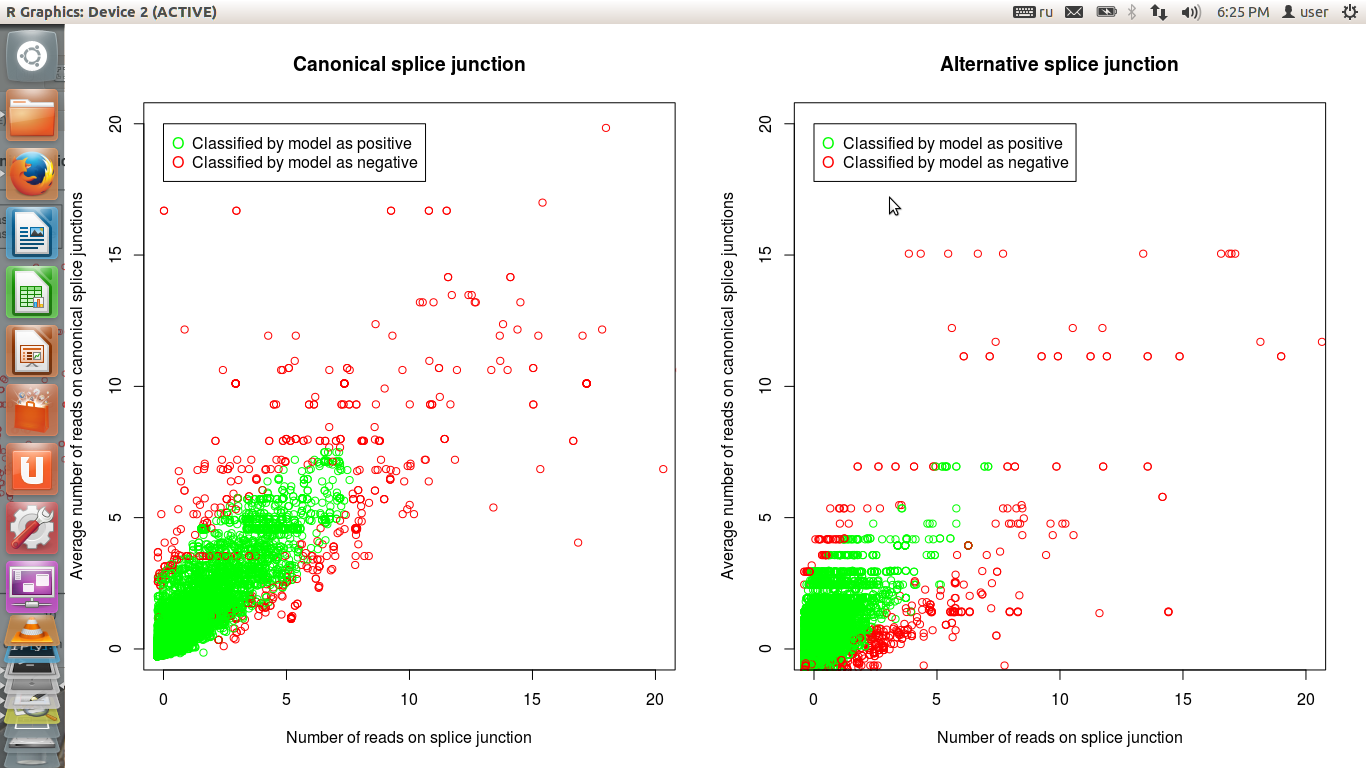 R Graphics: Device 2 (ACTIVE)
ru
6:25 PM
user
Canonical splice junction
Classified by model as positive
Classified by model as negative
Average number of reads on canonical splice junctions
20
15
10
5
0
0 5 10 15 20
Number of reads on splice junction
Alternative splice junction
Classified by model as positive
Classified by model as negative
Average number of reads on canonical splice junctions
20
15
10
5
0
0 5 10 15 20
Number of reads on splice junction